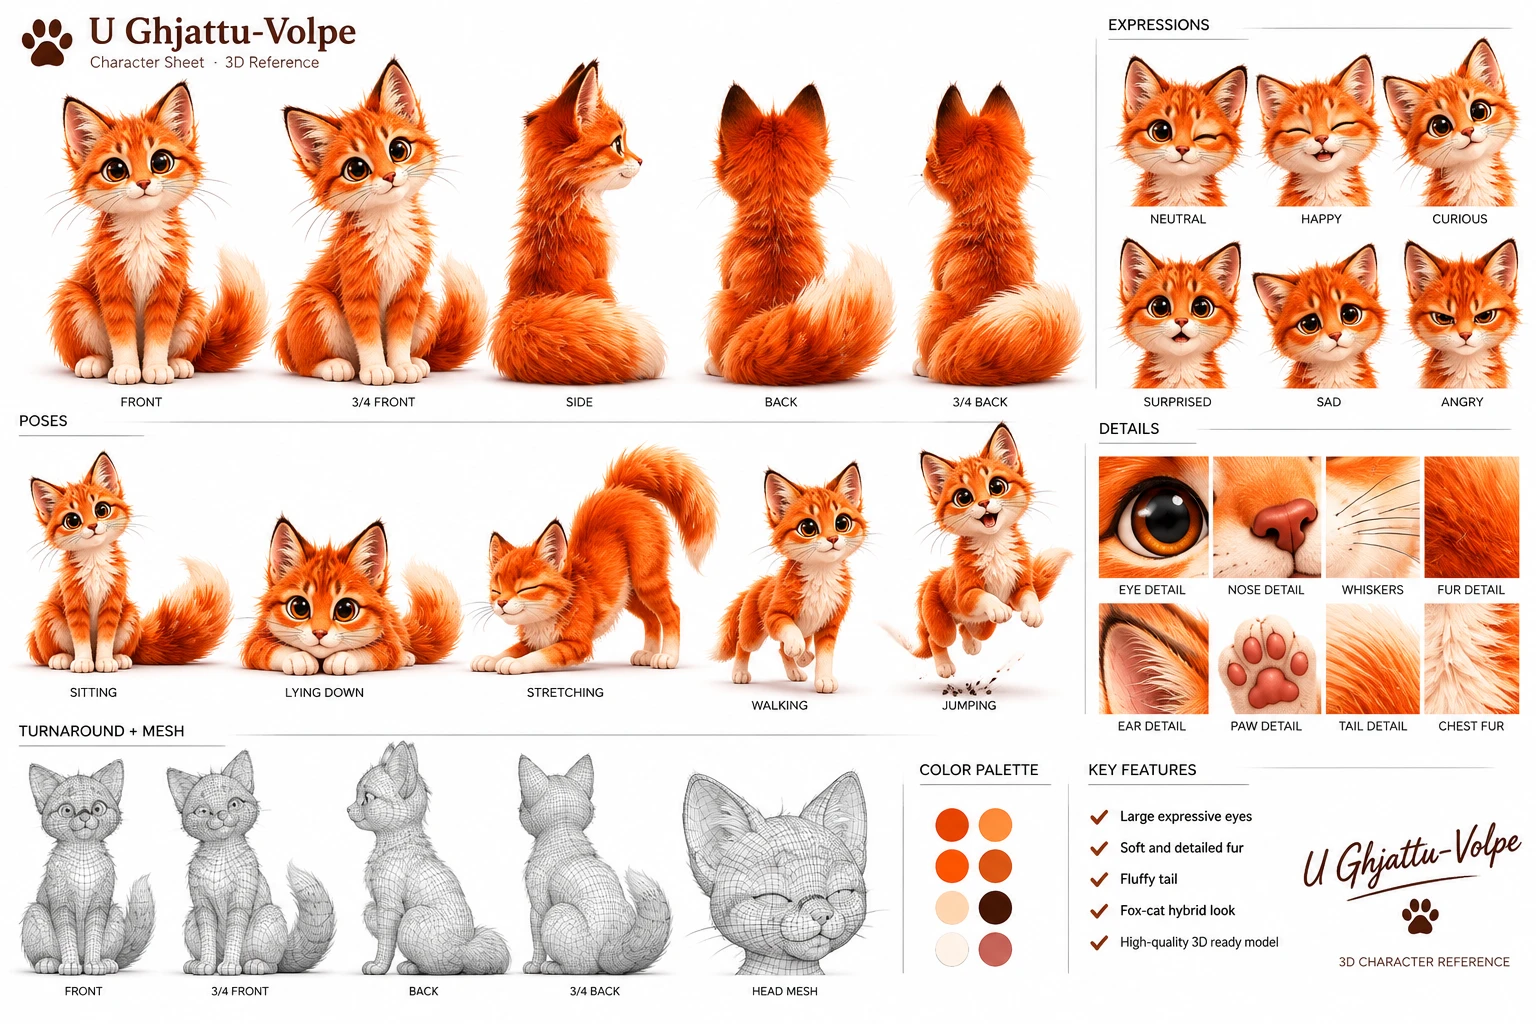 U Ghjattu-Volpe
Character Sheet · 3D Reference
FRONT
3/4 FRONT
SIDE
BACK
3/4 BACK
EXPRESSIONS
NEUTRAL
HAPPY
CURIOUS
SURPRISED
SAD
ANGRY
POSES
SITTING
LYING DOWN
STRETCHING
WALKING
JUMPING
DETAILS
EYE DETAIL
NOSE DETAIL
WHISKERS
FUR DETAIL
EAR DETAIL
PAW DETAIL
TAIL DETAIL
CHEST FUR
TURNAROUND + MESH
FRONT
3/4 FRONT
BACK
3/4 BACK
HEAD MESH
COLOR PALETTE
KEY FEATURES
Large expressive eyes
Soft and detailed fur
Fluffy tail
Fox-cat hybrid look
High-quality 3D ready model
U Ghjattu-Volpe
3D CHARACTER REFERENCE